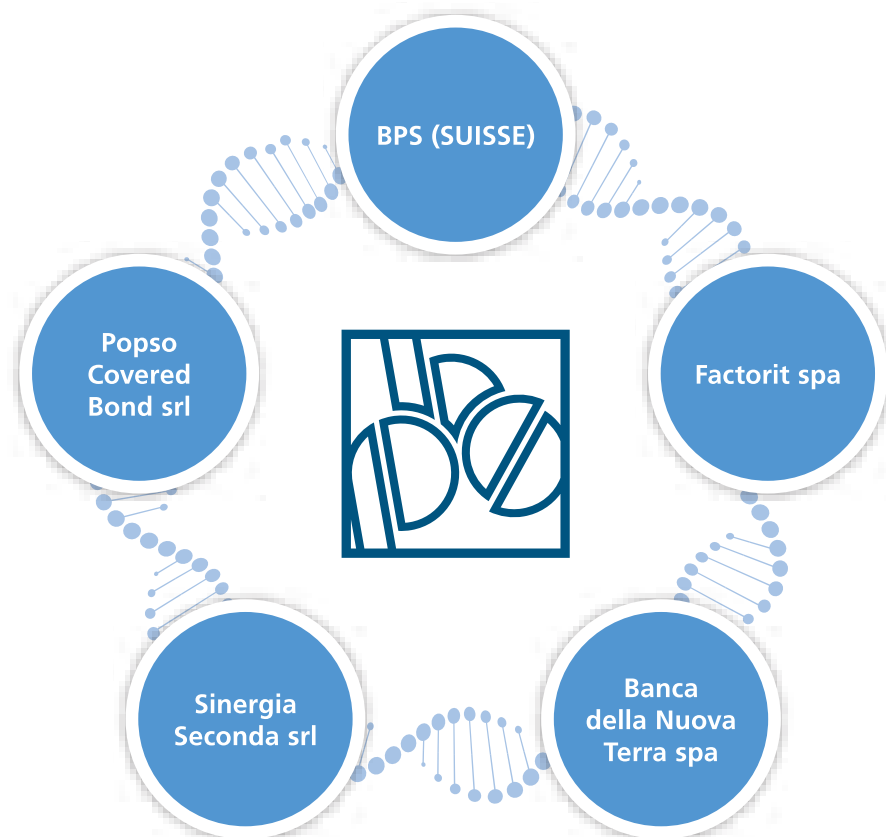 BPS (SUISSE)
Popso
Covered
Bond srl
Factorit spa
Sinergia
Seconda srl
Banca
della Nuova
Terra spa